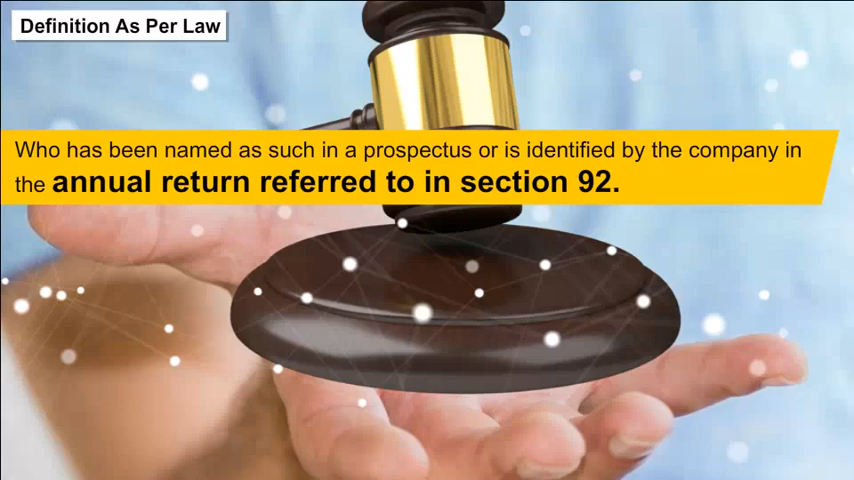 Definition As Per Law
Who has been named as such in a prospectus or is identified by the company in
the annual return referred to in section 92.